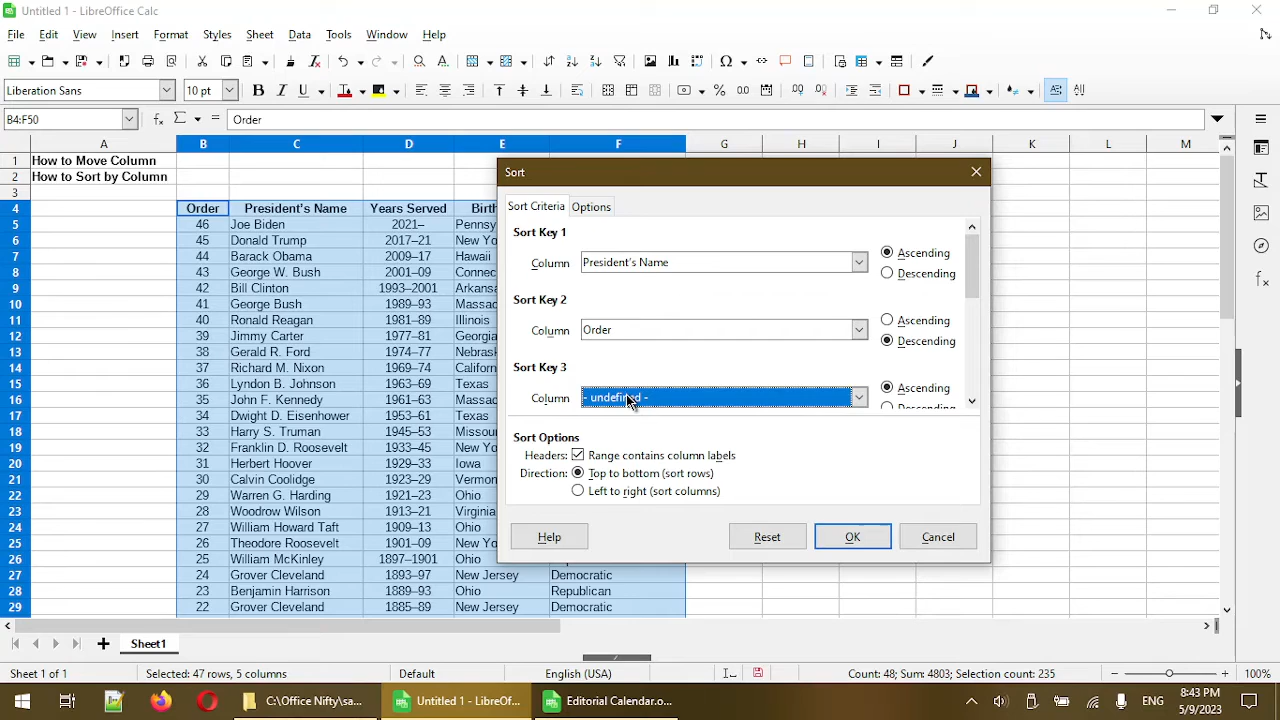 Untitled 1 - LibreOffice Calc
File Edit View Insert Format Styles Sheet Data Tools Window Help
Liberation Sans 10 pt
B4:F50 Order
A B C D E F G H I J K L M
1 How to Move Column
2 How to Sort by Column
3
4 Order President's Name Years Served Birth
5 46 Joe Biden 2021– Pennsy
6 45 Donald Trump 2017–21 New Yo
7 44 Barack Obama 2009–17 Hawaii
8 43 George W. Bush 2001–09 Connec
9 42 Bill Clinton 1993–2001 Arkansa
10 41 George Bush 1989–93 Massac
11 40 Ronald Reagan 1981–89 Illinois
12 39 Jimmy Carter 1977–81 Georgia
13 38 Gerald R. Ford 1974–77 Nebrask
14 37 Richard M. Nixon 1969–74 Californ
15 36 Lyndon B. Johnson 1963–69 Texas
16 35 John F. Kennedy 1961–63 Massac
17 34 Dwight D. Eisenhower 1953–61 Texas
18 33 Harry S. Truman 1945–53 Missour
19 32 Franklin D. Roosevelt 1933–45 New Yo
20 31 Herbert Hoover 1929–33 Iowa
21 30 Calvin Coolidge 1923–29 Vermon
22 29 Warren G. Harding 1921–23 Ohio
23 28 Woodrow Wilson 1913–21 Virginia
24 27 William Howard Taft 1909–13 Ohio
25 26 Theodore Roosevelt 1901–09 New Yo
26 25 William McKinley 1897–1901 Ohio
27 24 Grover Cleveland 1893–97 New Jersey Democratic
28 23 Benjamin Harrison 1889–93 Ohio Republican
29 22 Grover Cleveland 1885–89 New Jersey Democratic
Sort
Sort Criteria Options
Sort Key 1
Column President's Name Ascending
Descending
Sort Key 2
Column Order Ascending
Descending
Sort Key 3
Column - undefined - Ascending
Descending
Sort Options
Headers: Range contains column labels
Direction: Top to bottom (sort rows)
Left to right (sort columns)
Help Reset OK Cancel
Sheet1
Sheet 1 of 1 Selected: 47 rows, 5 columns Default English (USA) Count: 48; Sum: 4803; Selection count: 235 100%
C:\Office Nifty\sa... Untitled 1 - LibreOf... Editorial Calendar.o... ENG 8:43 PM
5/9/2023